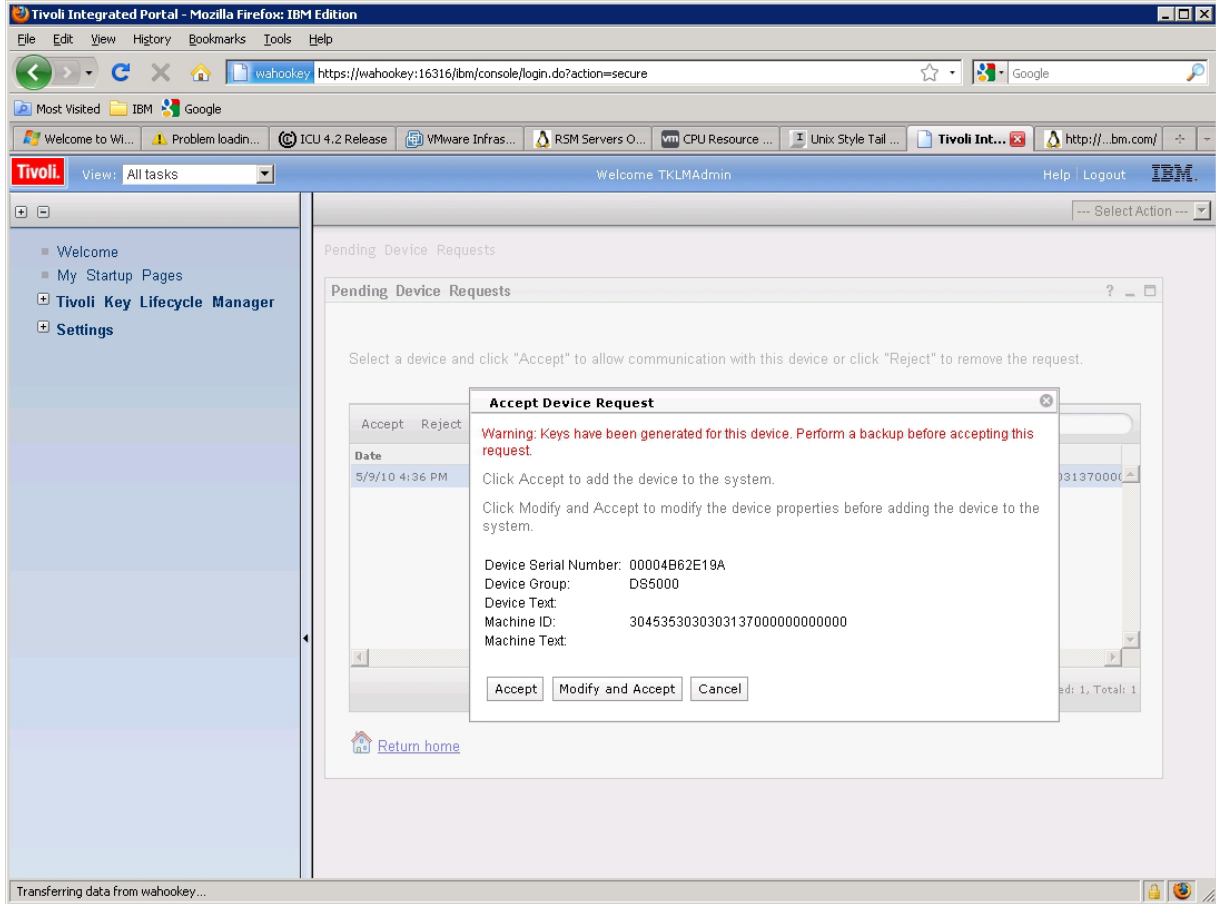 Tivoli Integrated Portal - Mozilla Firefox: IBM Edition
File Edit View History Bookmarks Tools Help
wahookey https://wahookey:16316/ibm/console/login.do?action=secure Google
Most Visited IBM Google
Welcome to Wi... Problem loadin... ICU 4.2 Release VMware Infras... RSM Servers O... CPU Resource ... Unix Style Tail ... Tivoli Int... http://...bm.com/
Tivoli. View: All tasks Welcome TKLMAdmin Help Logout IBM.
--- Select Action ---
Welcome
My Startup Pages
Tivoli Key Lifecycle Manager
Settings
Pending Device Requests
Pending Device Requests ?
Select a device and click "Accept" to allow communication with this device or click "Reject" to remove the request.
Accept Reject
Date
5/9/10 4:36 PM
Accept Device Request
Warning: Keys have been generated for this device. Perform a backup before accepting this
request.
Click Accept to add the device to the system.
Click Modify and Accept to modify the device properties before adding the device to the
system.
Device Serial Number: 00004B62E19A
Device Group: DS5000
Device Text:
Machine ID: 3045353030303137000000000000
Machine Text:
Accept Modify and Accept Cancel
Total: 1
Return home
Transferring data from wahookey...